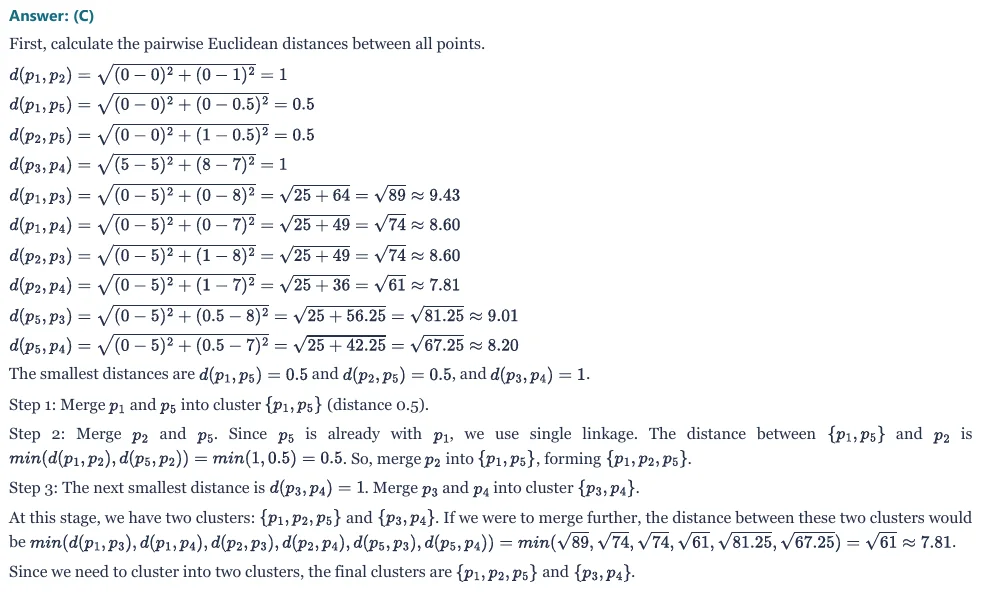 Answer: (C)
First, calculate the pairwise Euclidean distances between all points.
d(p₁, p₂) = √((0 − 0)² + (0 − 1)²) = 1
d(p₁, p₅) = √((0 − 0)² + (0 − 0.5)²) = 0.5
d(p₂, p₅) = √((0 − 0)² + (1 − 0.5)²) = 0.5
d(p₃, p₄) = √((5 − 5)² + (8 − 7)²) = 1
d(p₁, p₃) = √((0 − 5)² + (0 − 8)²) = √(25 + 64) = √89 ≈ 9.43
d(p₁, p₄) = √((0 − 5)² + (0 − 7)²) = √(25 + 49) = √74 ≈ 8.60
d(p₂, p₃) = √((0 − 5)² + (1 − 8)²) = √(25 + 49) = √74 ≈ 8.60
d(p₂, p₄) = √((0 − 5)² + (1 − 7)²) = √(25 + 36) = √61 ≈ 7.81
d(p₅, p₃) = √((0 − 5)² + (0.5 − 8)²) = √(25 + 56.25) = √81.25 ≈ 9.01
d(p₅, p₄) = √((0 − 5)² + (0.5 − 7)²) = √(25 + 42.25) = √67.25 ≈ 8.20
The smallest distances are d(p₁, p₅) = 0.5 and d(p₂, p₅) = 0.5, and d(p₃, p₄) = 1.
Step 1: Merge p₁ and p₅ into cluster {p₁, p₅} (distance 0.5).
Step 2: Merge p₂ and p₅. Since p₅ is already with p₁, we use single linkage. The distance between {p₁, p₅} and p₂ is
min(d(p₁, p₂), d(p₅, p₂)) = min(1, 0.5) = 0.5. So, merge p₂ into {p₁, p₅}, forming {p₁, p₂, p₅}.
Step 3: The next smallest distance is d(p₃, p₄) = 1. Merge p₃ and p₄ into cluster {p₃, p₄}.
At this stage, we have two clusters: {p₁, p₂, p₅} and {p₃, p₄}. If we were to merge further, the distance between these two clusters would
be min(d(p₁, p₃), d(p₁, p₄), d(p₂, p₃), d(p₂, p₄), d(p₅, p₃), d(p₅, p₄)) = min(√89, √74, √74, √61, √81.25, √67.25) = √61 ≈ 7.81.
Since we need to cluster into two clusters, the final clusters are {p₁, p₂, p₅} and {p₃, p₄}.